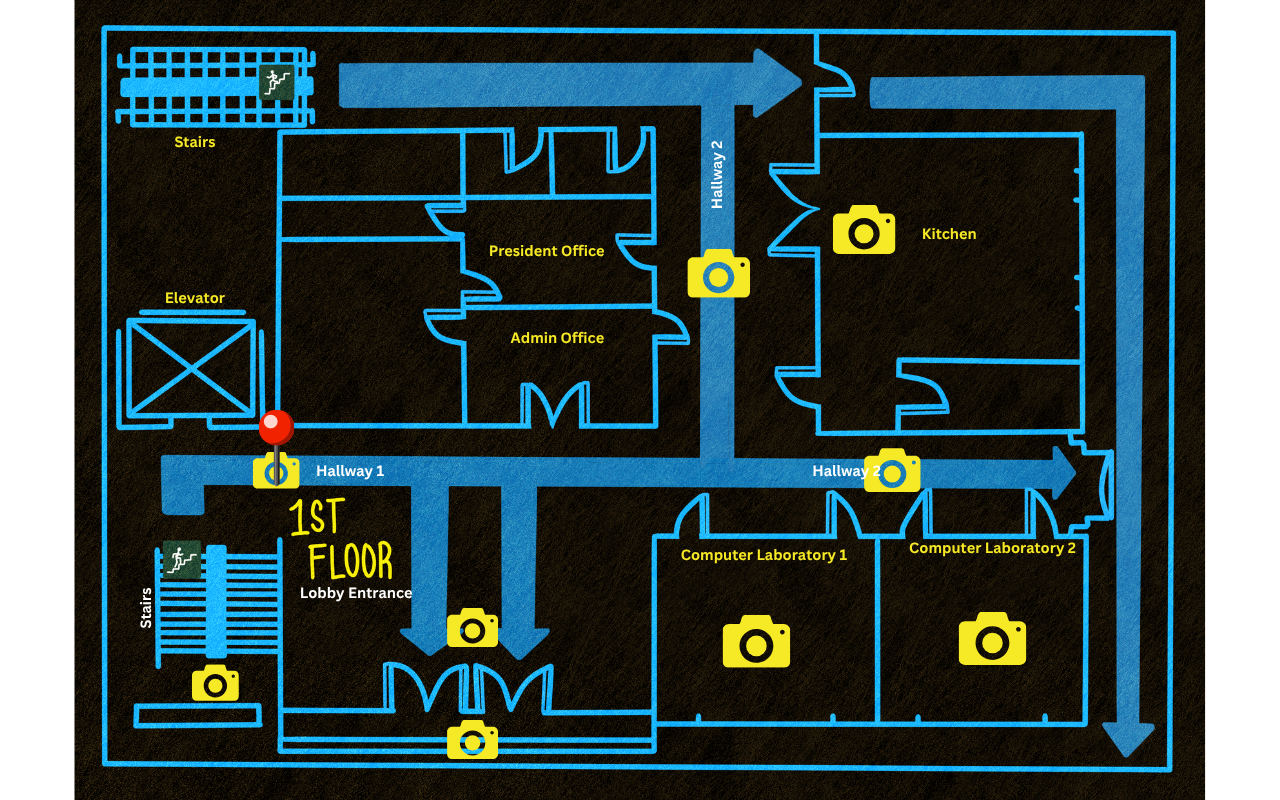 Stairs
Hallway 2
President Office
Kitchen
Elevator
Admin Office
Hallway 1
Hallway 2
1ST
FLOOR
Lobby Entrance
Computer Laboratory 1
Computer Laboratory 2
Stairs